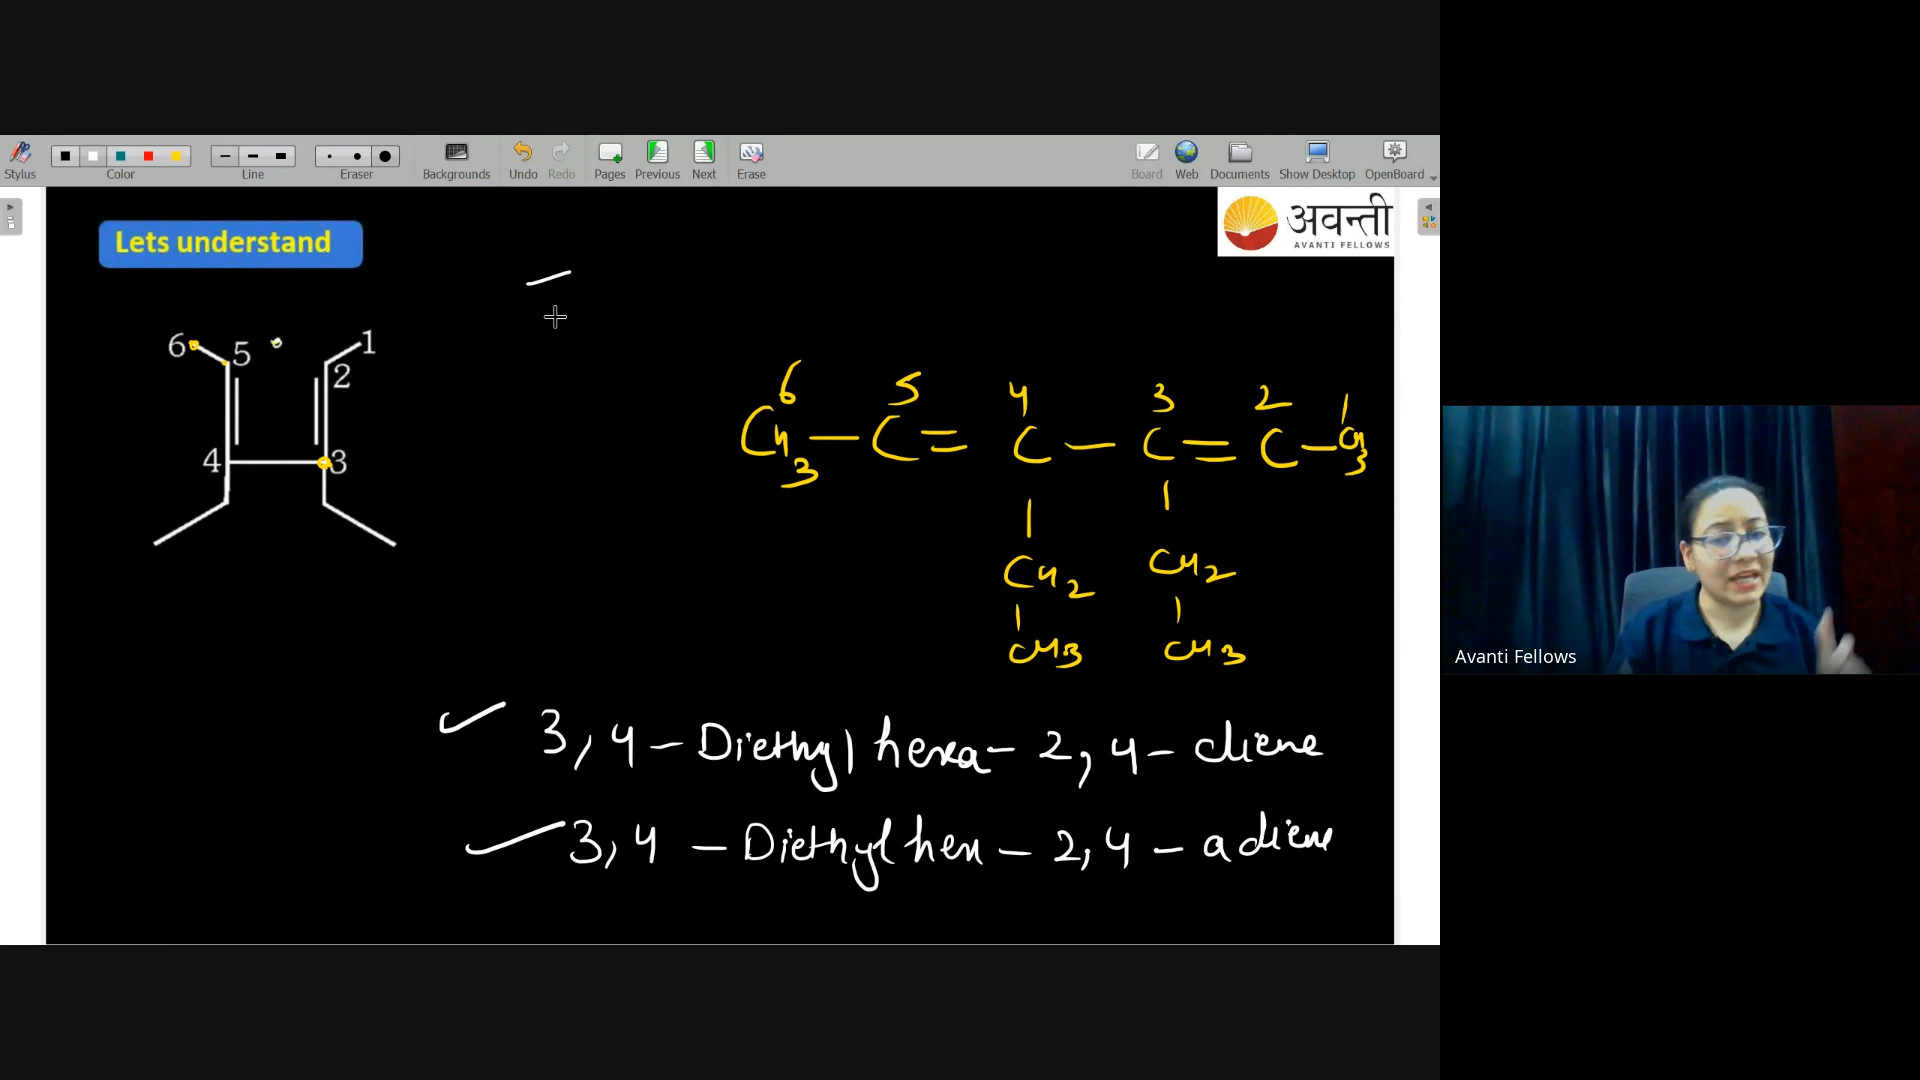 Stylus
Color
Line
Eraser
Backgrounds
Undo
Redo
Pages
Previous
Next
Erase
Board
Web
Documents
Show Desktop
OpenBoard
Lets understand
अवन्ती
AVANTI FELLOWS
6 5 1
2
4 3
6 5 4 3 2 1
CH3 — C = C — C = C — CH3
CH2 CH2
CH3 CH3
3,4 — Diethyl hexa — 2,4 — diene
3,4 — Diethyl hex — 2,4 — adiene
Avanti Fellows